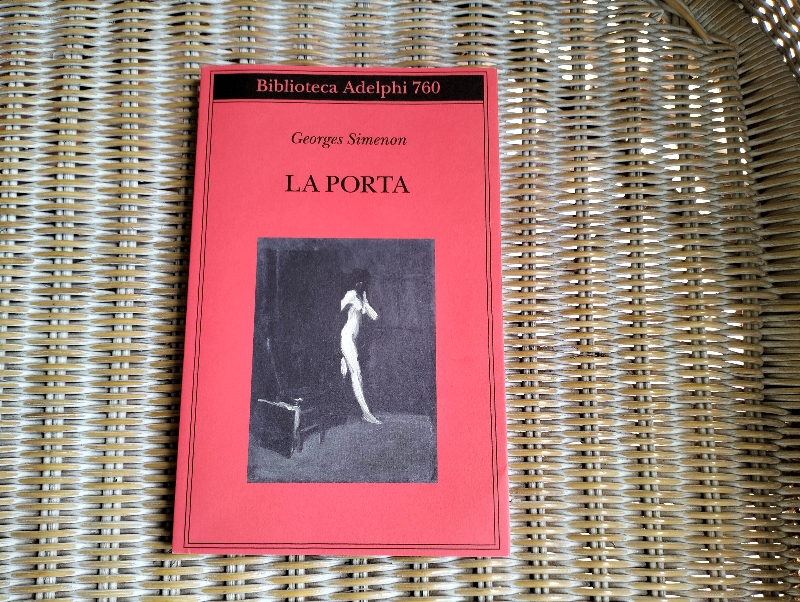 Biblioteca Adelphi 760
Georges Simenon
LA PORTA